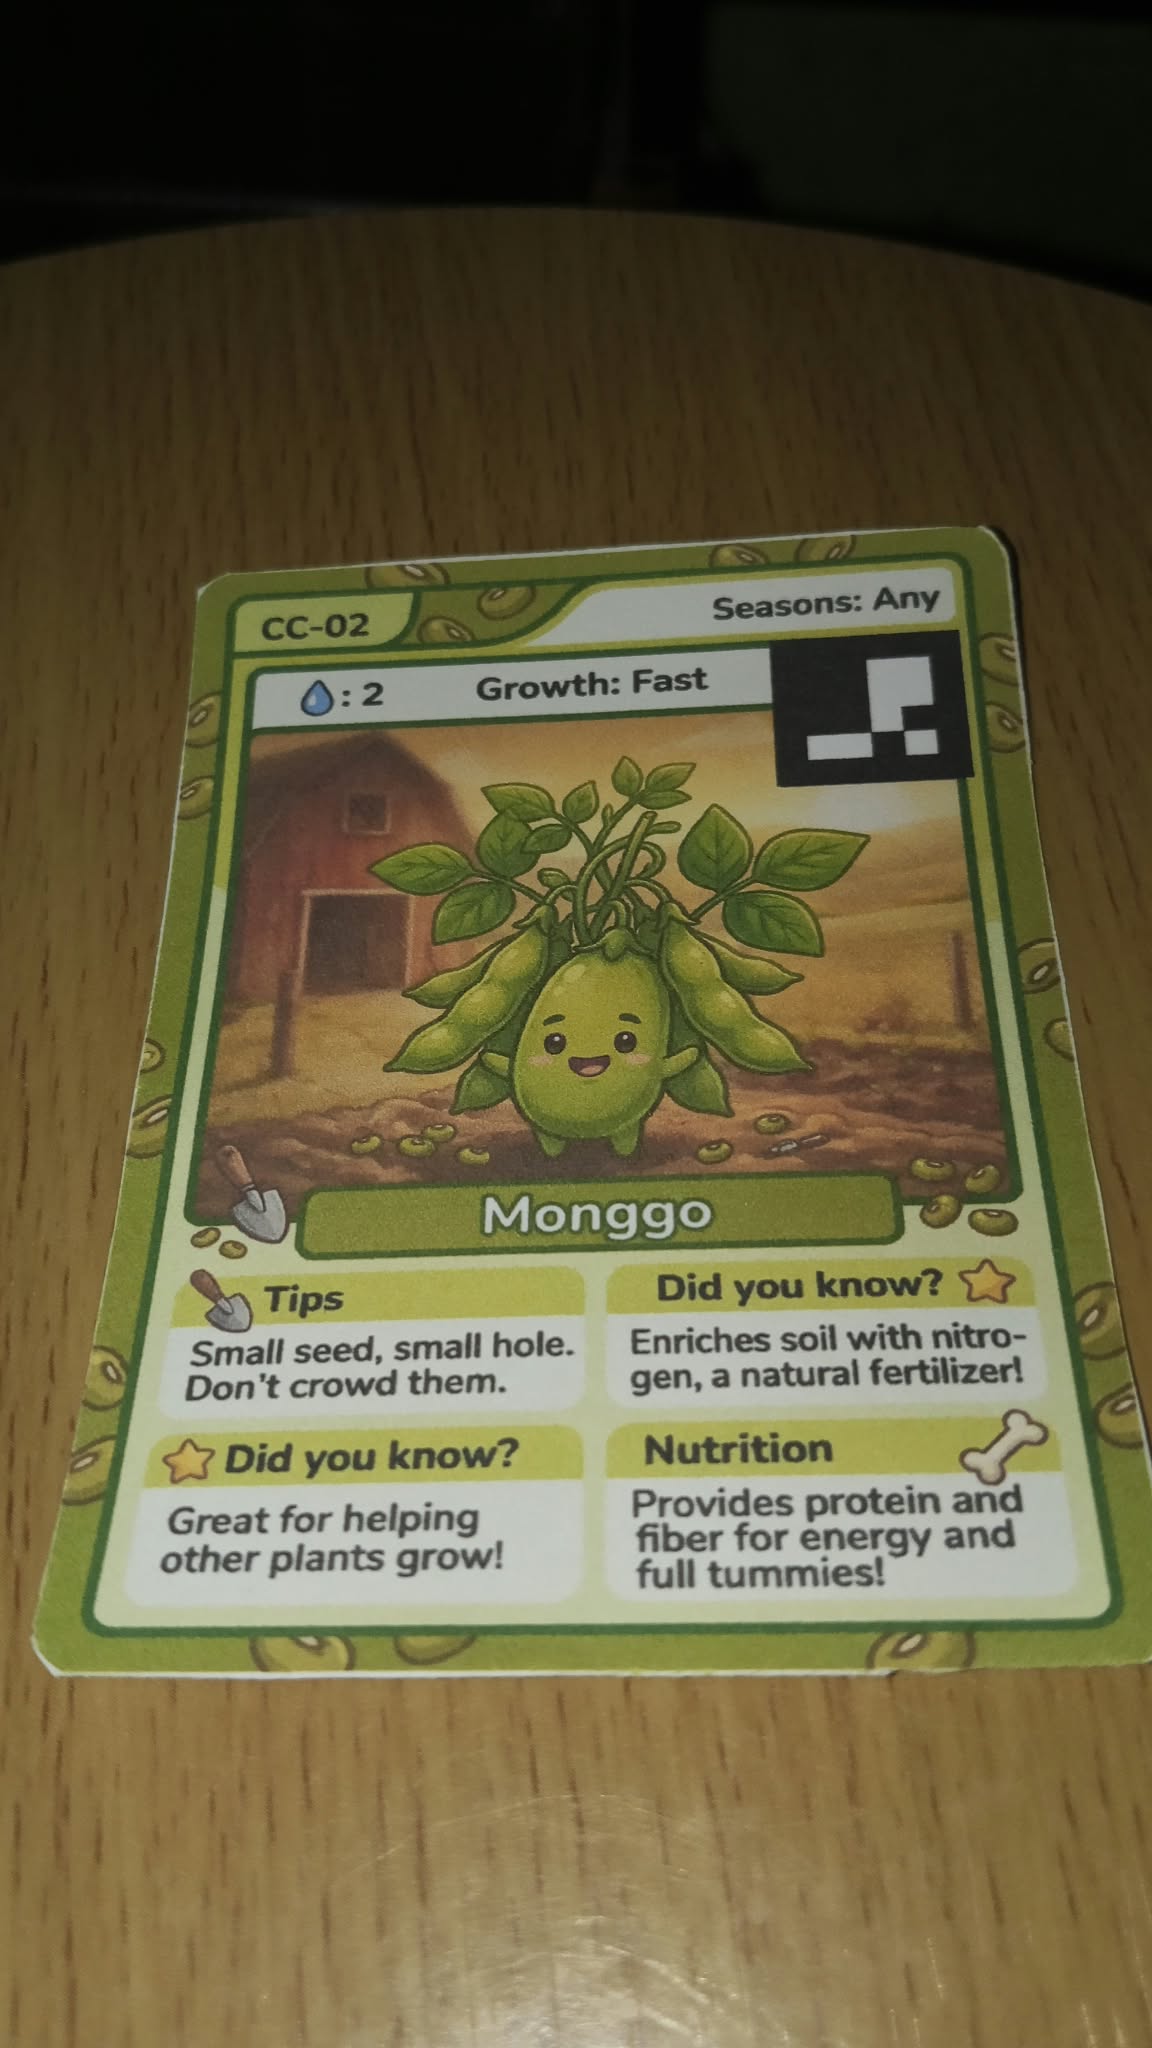 CC-02
Seasons: Any
: 2
Growth: Fast
Monggo
Tips
Small seed, small hole.
Don't crowd them.
Did you know?
Enriches soil with nitro-
gen, a natural fertilizer!
Did you know?
Great for helping
other plants grow!
Nutrition
Provides protein and
fiber for energy and
full tummies!